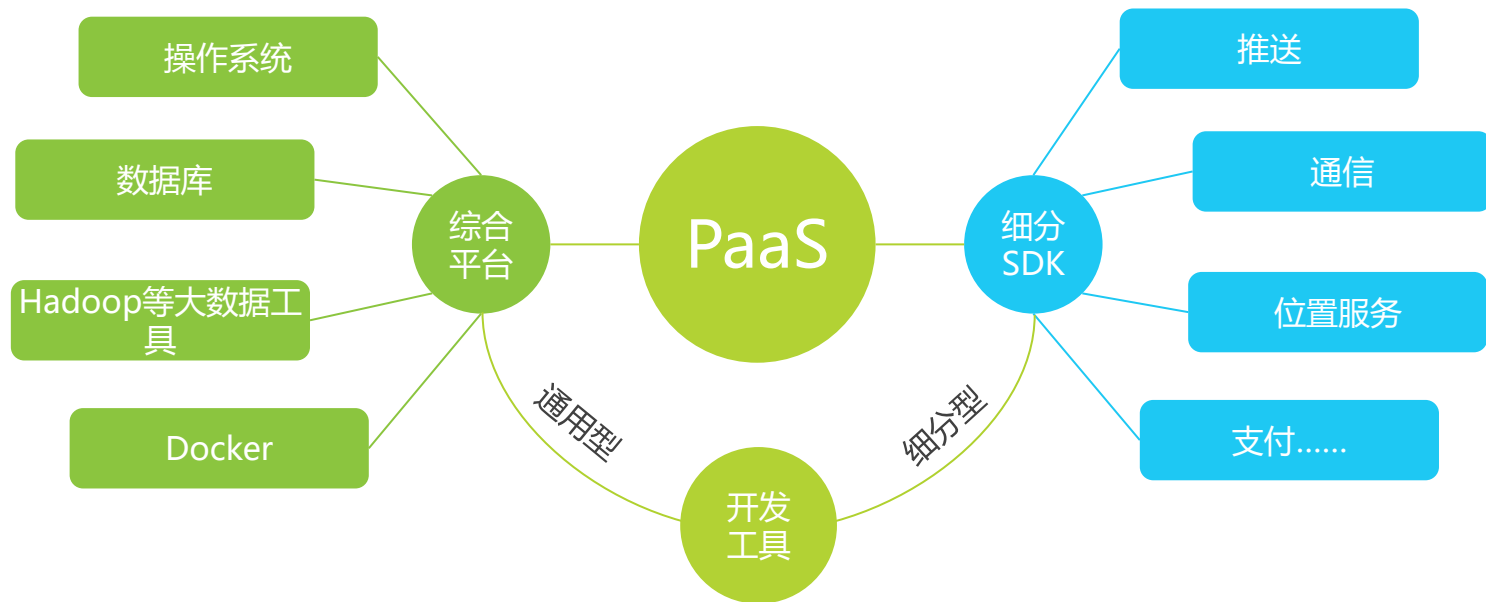 操作系统
数据库
Hadoop等大数据工
具
Docker
综合
平台
PaaS
细分
SDK
推送
通信
位置服务
支付......
通用型
细分型
开发
工具